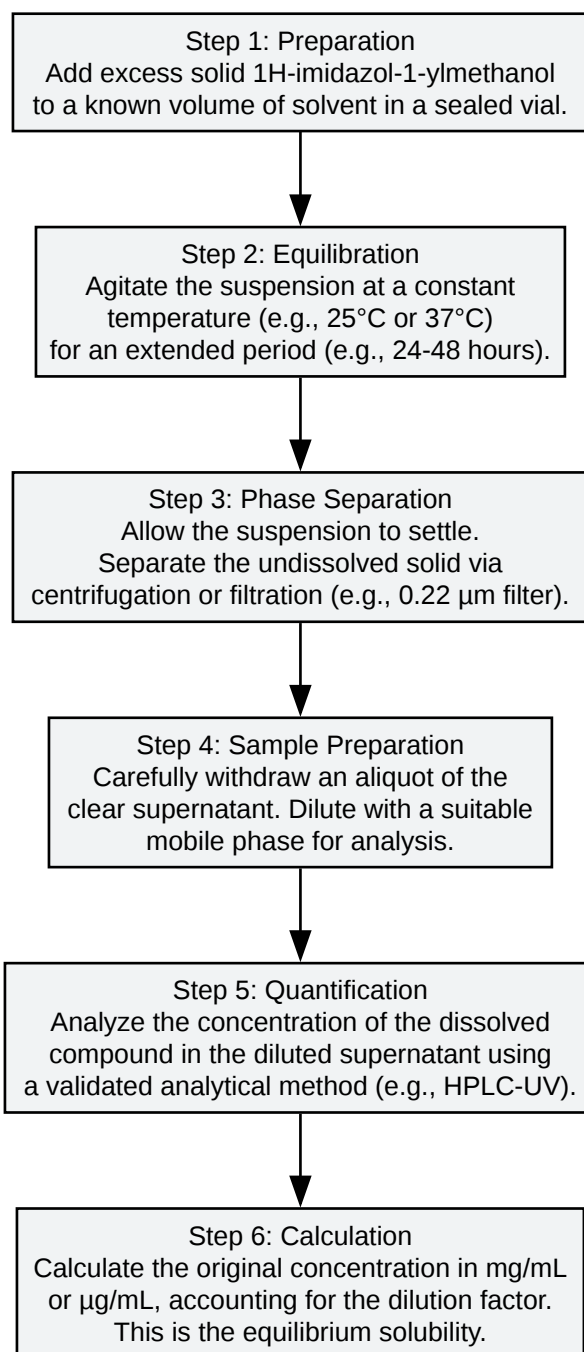 Step 1: Preparation
Add excess solid 1H-imidazol-1-ylmethanol
to a known volume of solvent in a sealed vial.
Step 2: Equilibration
Agitate the suspension at a constant
temperature (e.g., 25°C or 37°C)
for an extended period (e.g., 24-48 hours).
Step 3: Phase Separation
Allow the suspension to settle.
Separate the undissolved solid via
centrifugation or filtration (e.g., 0.22 µm filter).
Step 4: Sample Preparation
Carefully withdraw an aliquot of the
clear supernatant. Dilute with a suitable
mobile phase for analysis.
Step 5: Quantification
Analyze the concentration of the dissolved
compound in the diluted supernatant using
a validated analytical method (e.g., HPLC-UV).
Step 6: Calculation
Calculate the original concentration in mg/mL
or µg/mL, accounting for the dilution factor.
This is the equilibrium solubility.